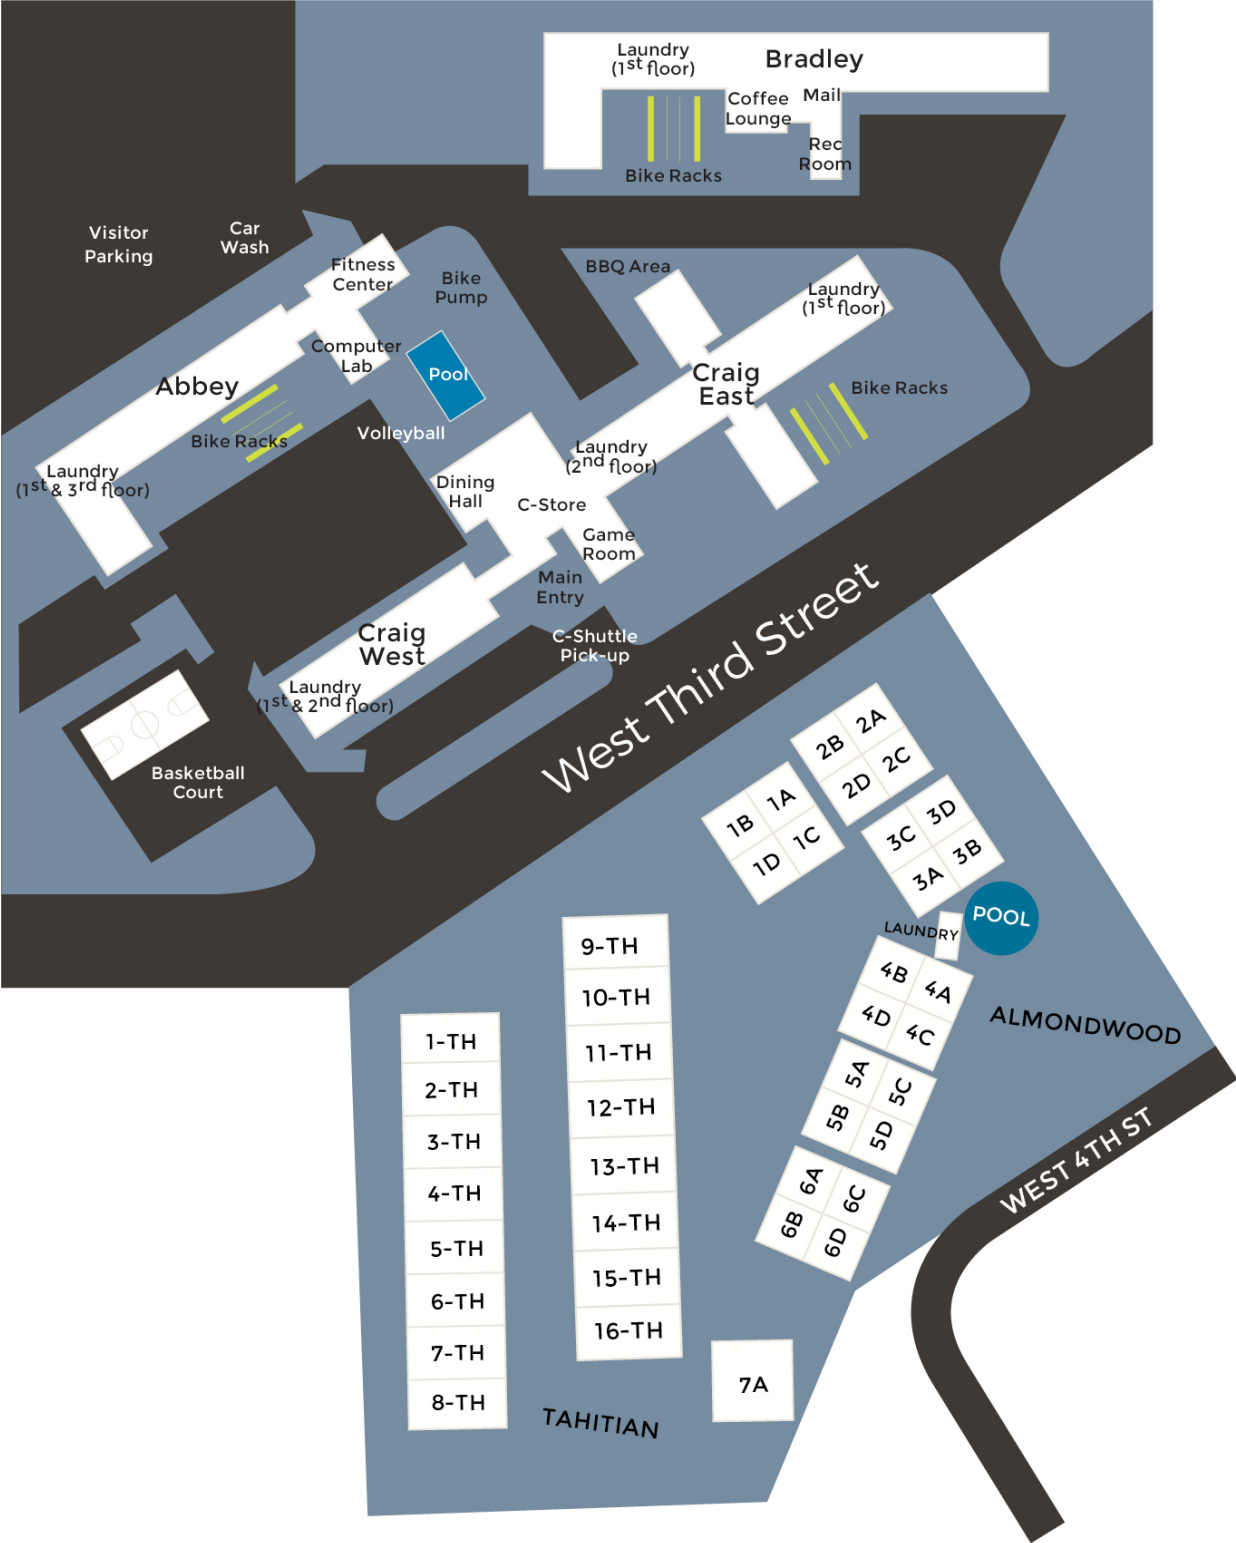 Laundry
(1st floor)
Bradley
Coffee
Lounge
Mail
Rec
Room
Bike Racks
Visitor
Parking
Car
Wash
Fitness
Center
Bike
Pump
BBQ Area
Laundry
(1st floor)
Computer
Lab
Pool
Abbey
Craig
East
Bike Racks
Bike Racks
Volleyball
Laundry
(1st & 3rd floor)
Laundry
(2nd floor)
Dining
Hall
C-Store
Game
Room
Main
Entry
Craig
West
C-Shuttle
Pick-up
Laundry
(1st & 2nd floor)
West Third Street
Basketball
Court
2A
2B
2C
2D
1A
1B
1C
1D
3D
3C
3B
3A
POOL
LAUNDRY
4B
4A
4D
4C
ALMONDWOOD
5A
5C
5B
5D
6A
6C
6B
6D
WEST 4TH ST
9-TH
10-TH
11-TH
12-TH
13-TH
14-TH
15-TH
16-TH
1-TH
2-TH
3-TH
4-TH
5-TH
6-TH
7-TH
8-TH
7A
TAHITIAN